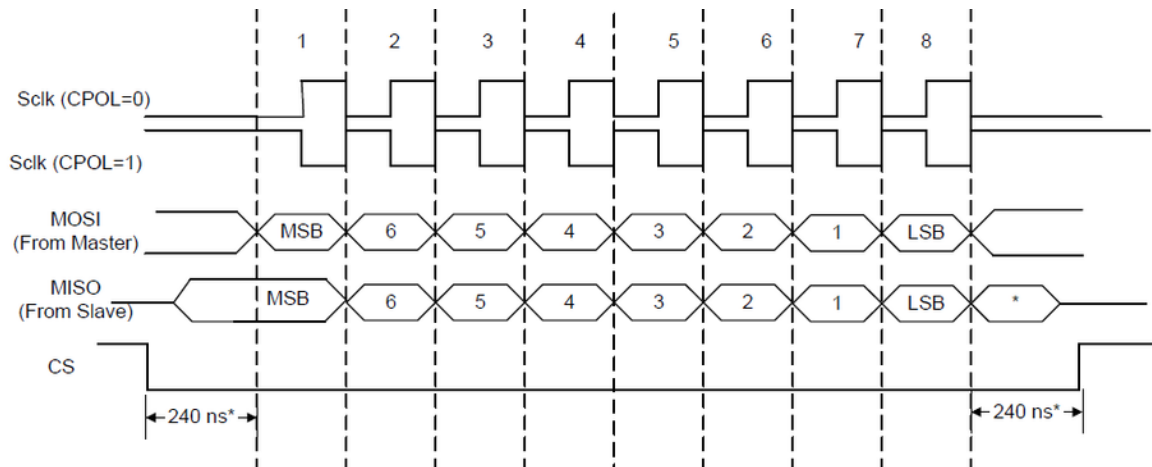 1 2 3 4 5 6 7 8
Sclk (CPOL=0)
Sclk (CPOL=1)
MOSI
(From Master)
MSB 6 5 4 3 2 1 LSB
MISO
(From Slave)
MSB 6 5 4 3 2 1 LSB *
CS
240 ns* 240 ns*